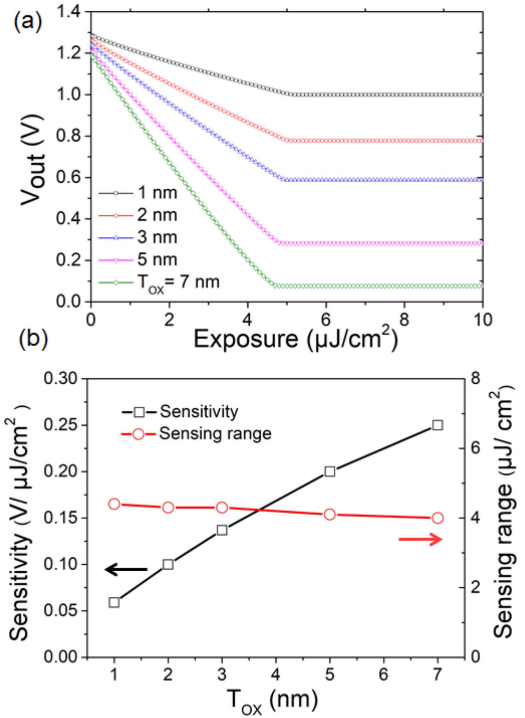 (a)
1.4
1.2
1.0
0.8
0.6
0.4
0.2
0.0
Vout (V)
1 nm
2 nm
3 nm
5 nm
TOX= 7 nm
0 2 4 6 8 10
Exposure (μJ/cm²)
(b)
0.30
0.25
0.20
0.15
0.10
0.05
0.00
Sensitivity (V/ μJ/cm²)
Sensitivity
Sensing range
8
6
4
2
0
Sensing range (μJ/ cm²)
1 2 3 4 5 6 7
TOX (nm)